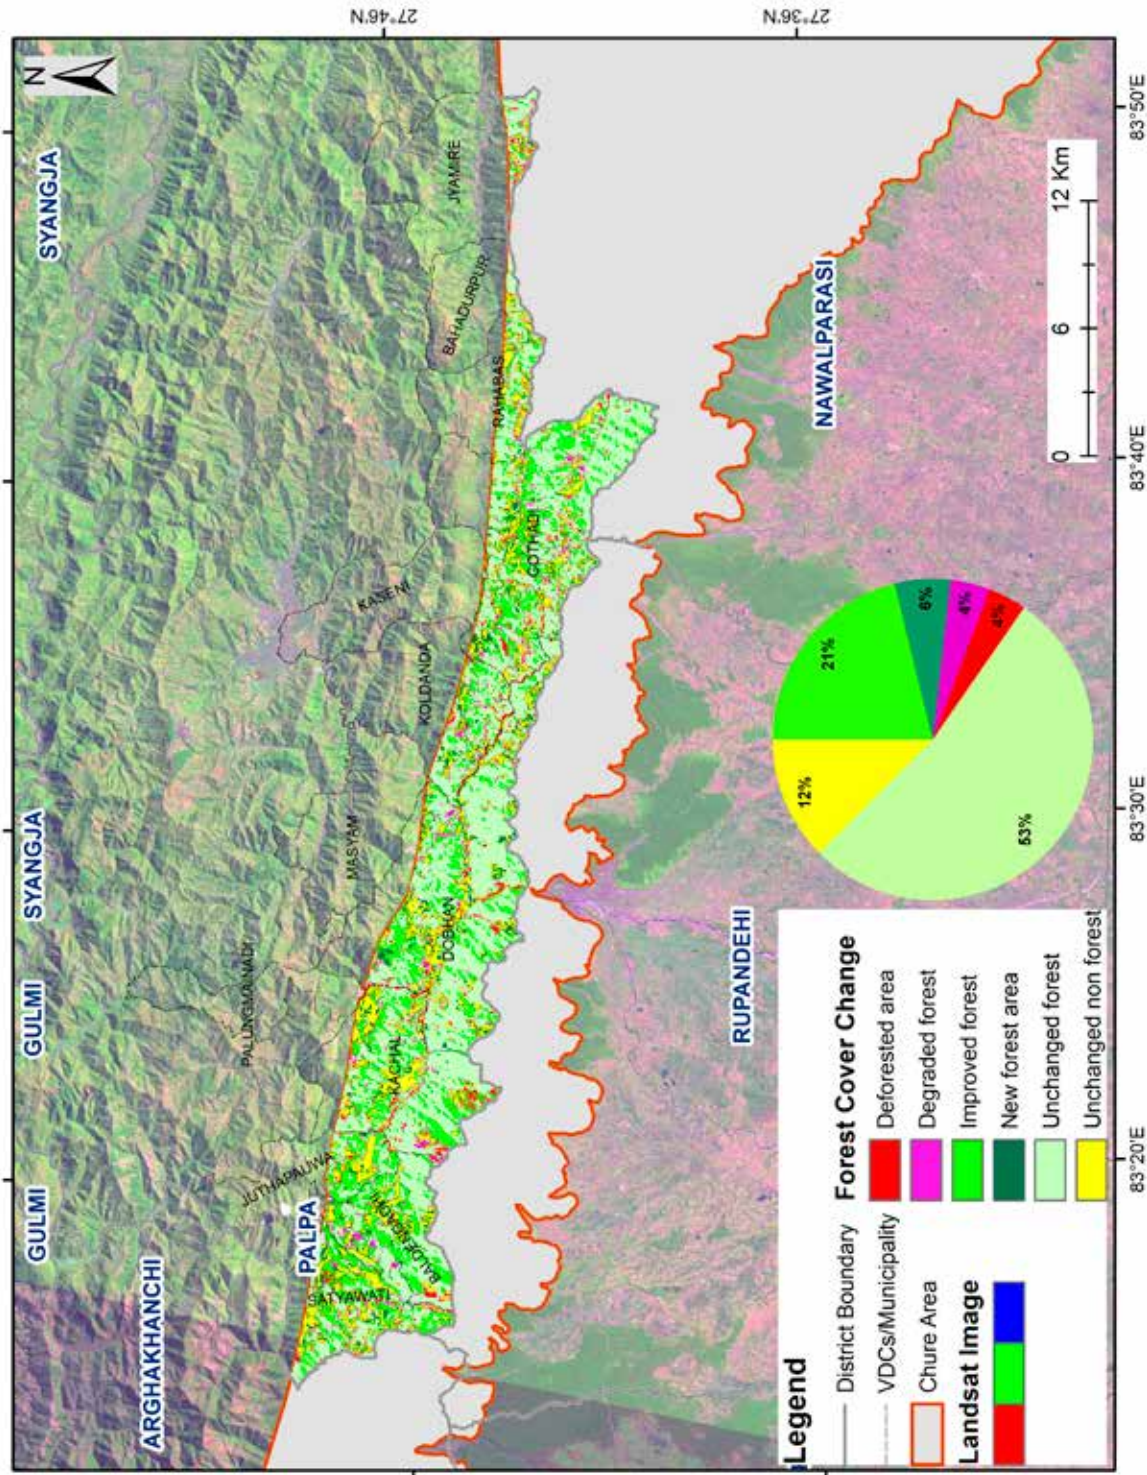 N
SYANGJA
SYANGJA
GULMI
GULMI
ARGHAKHANCHI
PALPA
NAWALPARASI
RUPANDEHI
JYAMIRE
BAHADURPUR
RAHABAS
KASENI
KOLDANDA
MASYAM
PALUNGMAINADI
GOTHADI
DOBHAN
KACHAL
JUTHAPAUWA
SATYAWATI
27°46'N
27°36'N
83°20'E
83°30'E
83°40'E
83°50'E
0 6 12 Km
21%
6%
4%
4%
53%
12%
Legend
District Boundary
VDCs/Municipality
Chure Area
Landsat Image
Forest Cover Change
Deforested area
Degraded forest
Improved forest
New forest area
Unchanged forest
Unchanged non forest